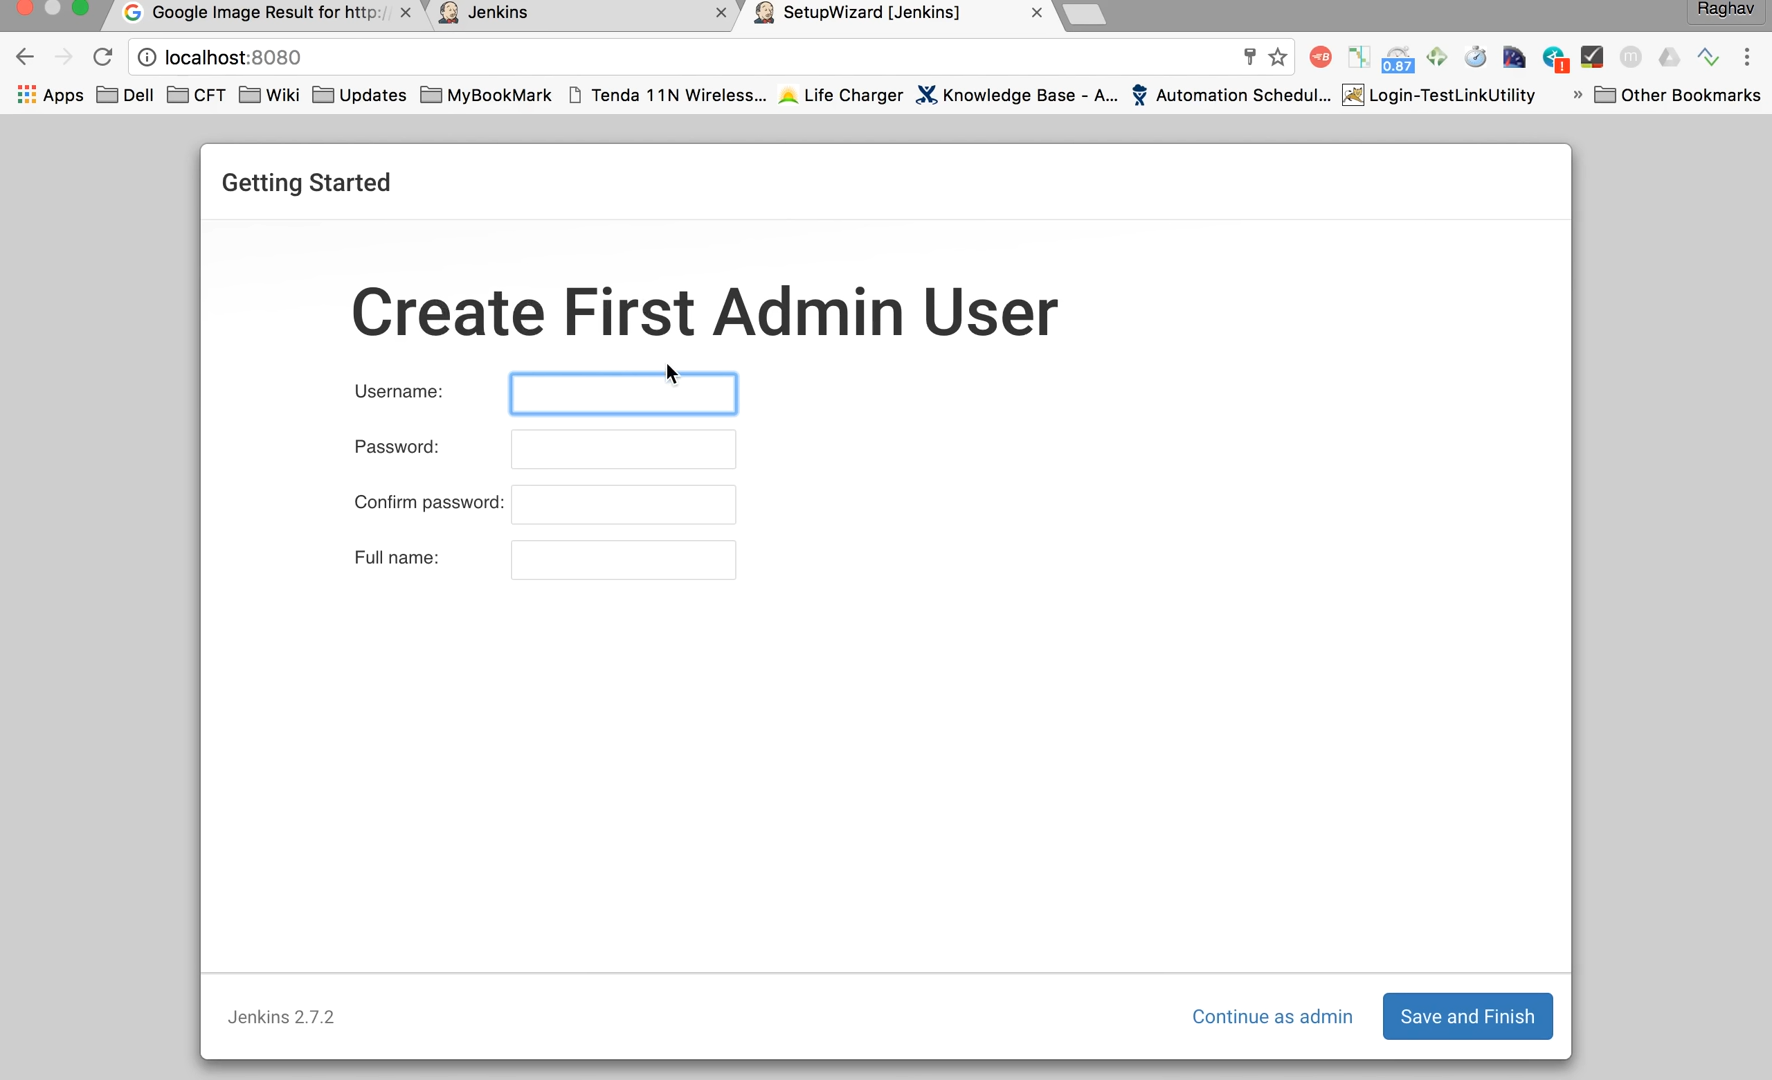 Google Image Result for http:/
Jenkins
SetupWizard [Jenkins]
Raghav
localhost:8080
0.87
Apps
Dell
CFT
Wiki
Updates
MyBookMark
Tenda 11N Wireless...
Life Charger
Knowledge Base - A...
Automation Schedul...
Login-TestLinkUtility
»
Other Bookmarks
Getting Started
Create First Admin User
Username:
Password:
Confirm password:
Full name:
Jenkins 2.7.2
Continue as admin
Save and Finish